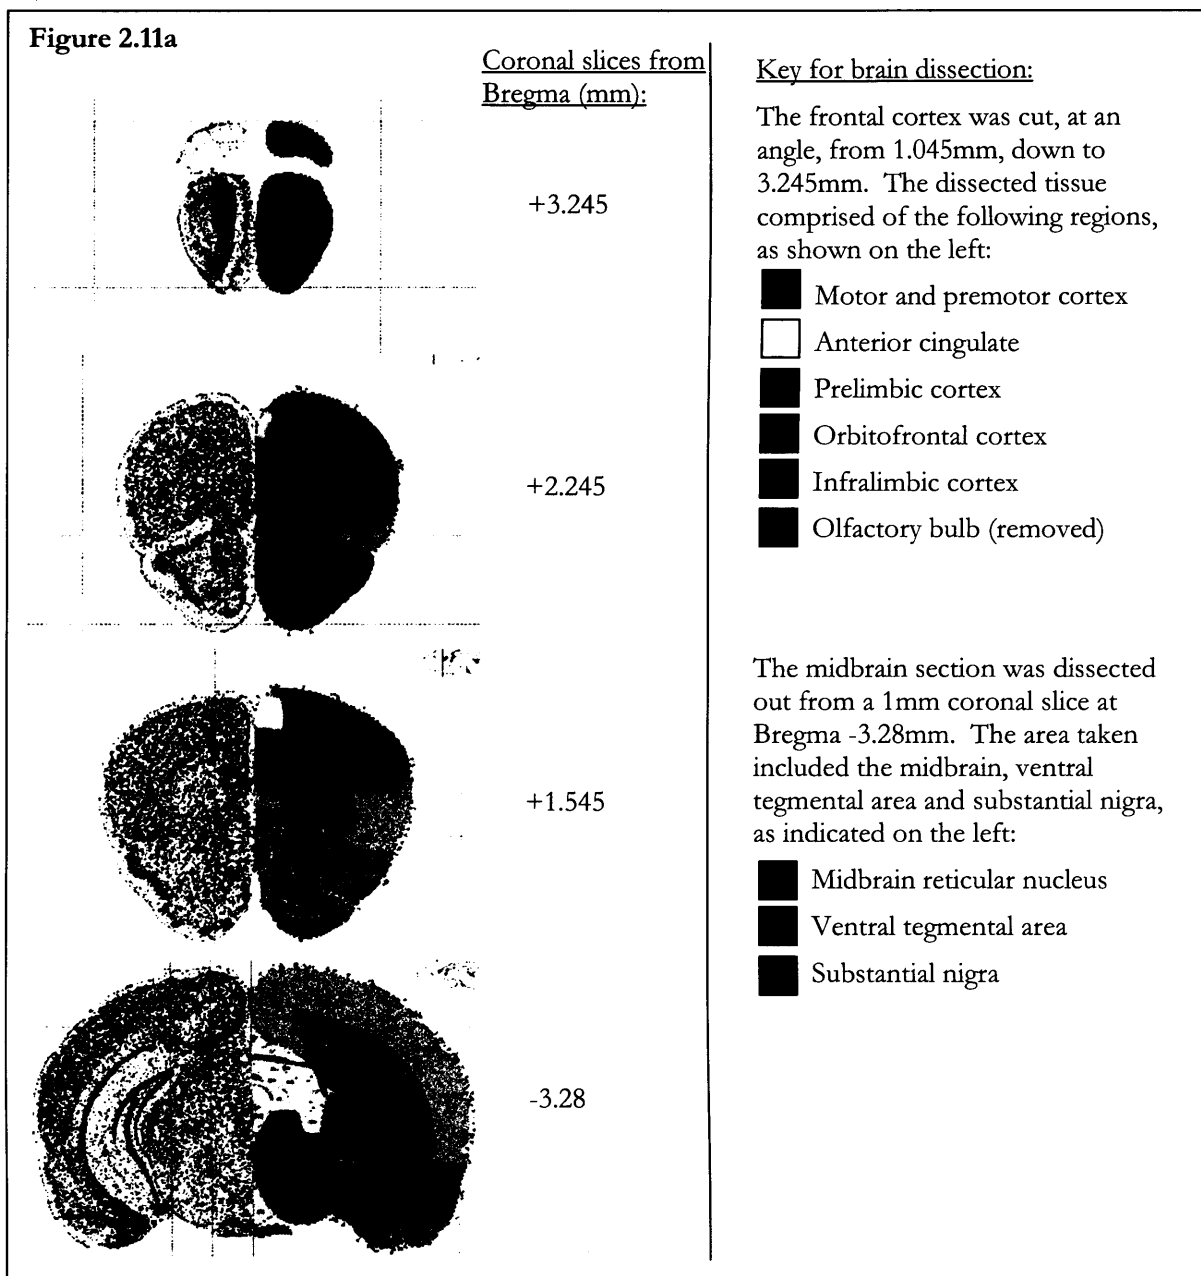 Figure 2.11a
Coronal slices from
Bregma (mm):
+3.245
+2.245
+1.545
-3.28
Key for brain dissection:
The frontal cortex was cut, at an
angle, from 1.045mm, down to
3.245mm. The dissected tissue
comprised of the following regions,
as shown on the left:
Motor and premotor cortex
Anterior cingulate
Prelimbic cortex
Orbitofrontal cortex
Infralimbic cortex
Olfactory bulb (removed)
The midbrain section was dissected
out from a 1mm coronal slice at
Bregma -3.28mm. The area taken
included the midbrain, ventral
tegmental area and substantial nigra,
as indicated on the left:
Midbrain reticular nucleus
Ventral tegmental area
Substantial nigra